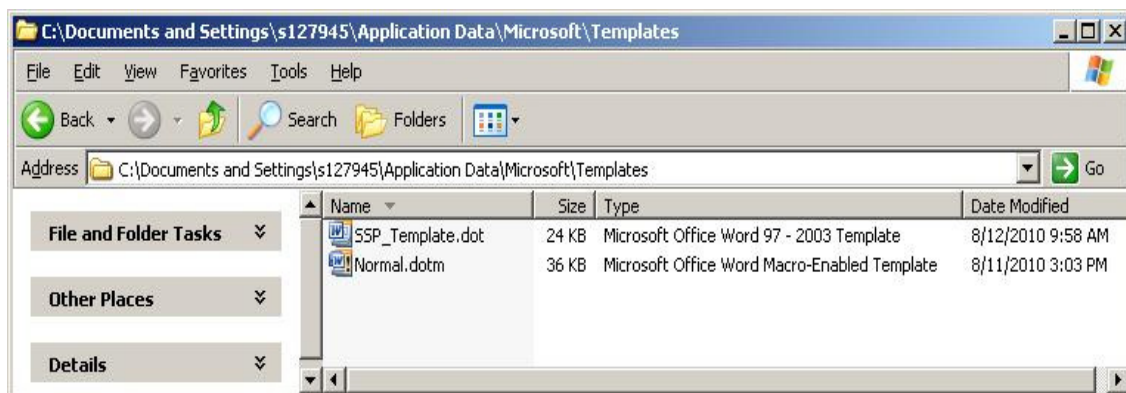 C:\Documents and Settings\s127945\Application Data\Microsoft\Templates
File Edit View Favorites Tools Help
Back Search Folders
Address C:\Documents and Settings\s127945\Application Data\Microsoft\Templates Go
File and Folder Tasks
Other Places
Details
Name Size Type Date Modified
SSP_Template.dot 24 KB Microsoft Office Word 97 - 2003 Template 8/12/2010 9:58 AM
Normal.dotm 36 KB Microsoft Office Word Macro-Enabled Template 8/11/2010 3:03 PM